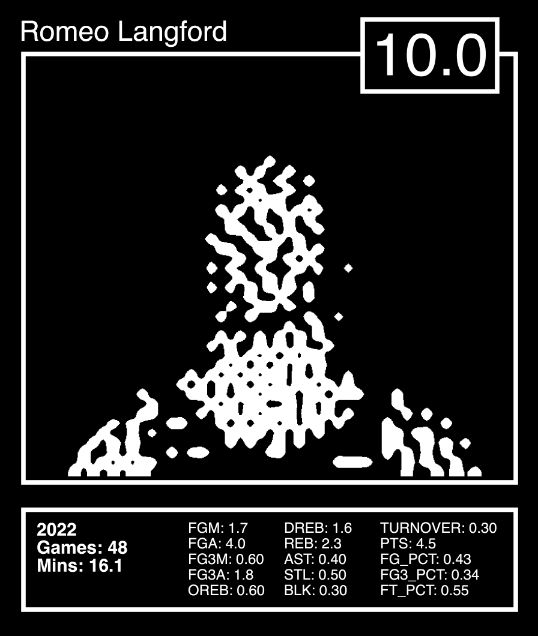 Romeo Langford
10.0
2022
Games: 48
Mins: 16.1
FGM: 1.7
FGA: 4.0
FG3M: 0.60
FG3A: 1.8
OREB: 0.60
DREB: 1.6
REB: 2.3
AST: 0.40
STL: 0.50
BLK: 0.30
TURNOVER: 0.30
PTS: 4.5
FG_PCT: 0.43
FG3_PCT: 0.34
FT_PCT: 0.55